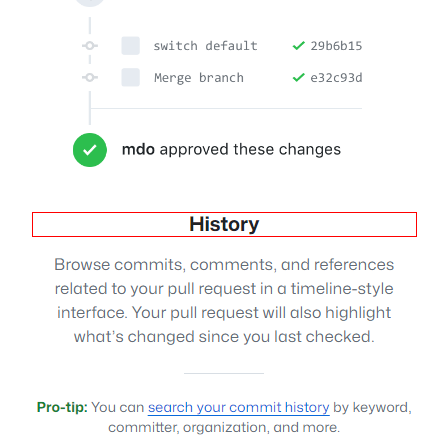 switch default 29b6b15
Merge branch e32c93d
mdo approved these changes
History
Browse commits, comments, and references
related to your pull request in a timeline-style
interface. Your pull request will also highlight
what's changed since you last checked.
Pro-tip: You can search your commit history by keyword,
committer, organization, and more.